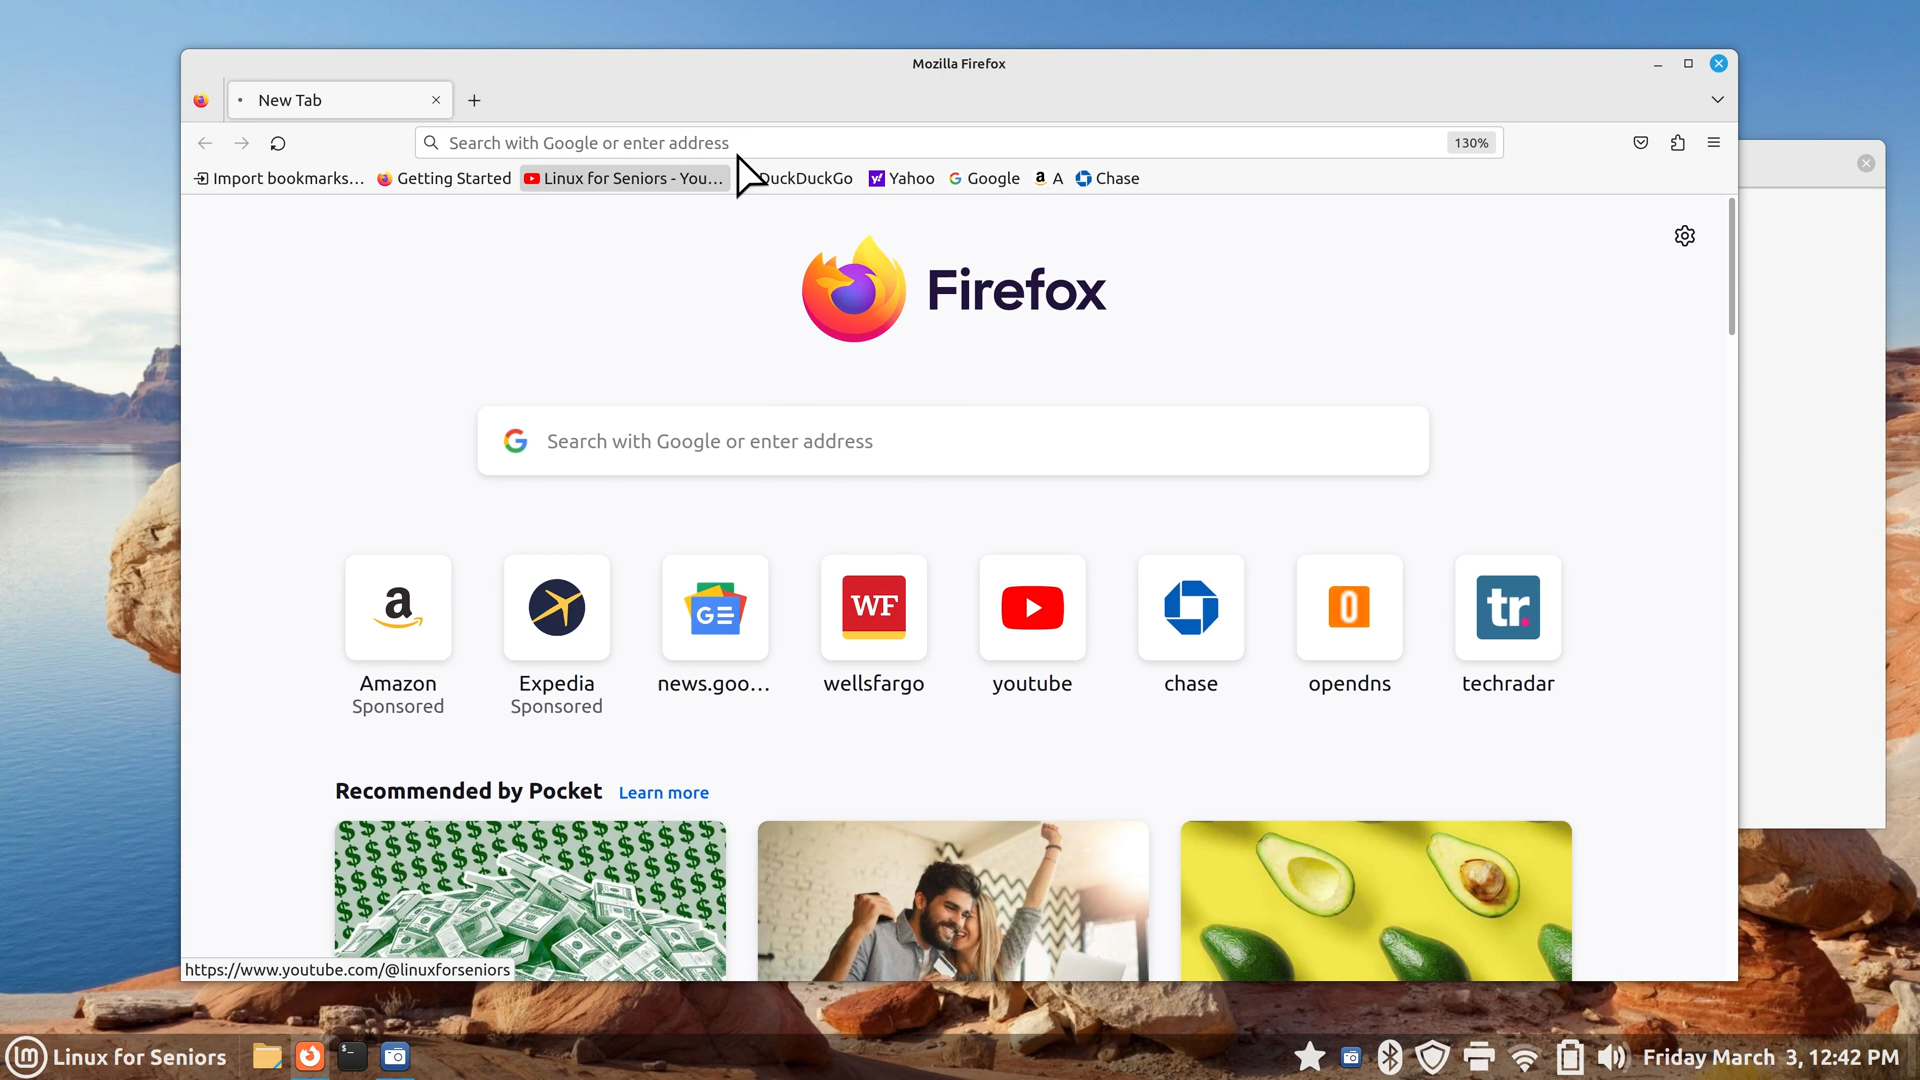 Mozilla Firefox
New Tab
Search with Google or enter address
130%
Import bookmarks...
Getting Started
Linux for Seniors - You...
DuckDuckGo
Yahoo
Google
A
Chase
Firefox
Search with Google or enter address
WF
tr.
Amazon
Sponsored
Expedia
Sponsored
news.goo...
wellsfargo
youtube
chase
opendns
techradar
Recommended by Pocket
Learn more
https://www.youtube.com/@linuxforseniors
Linux for Seniors
Friday March 3, 12:42 PM